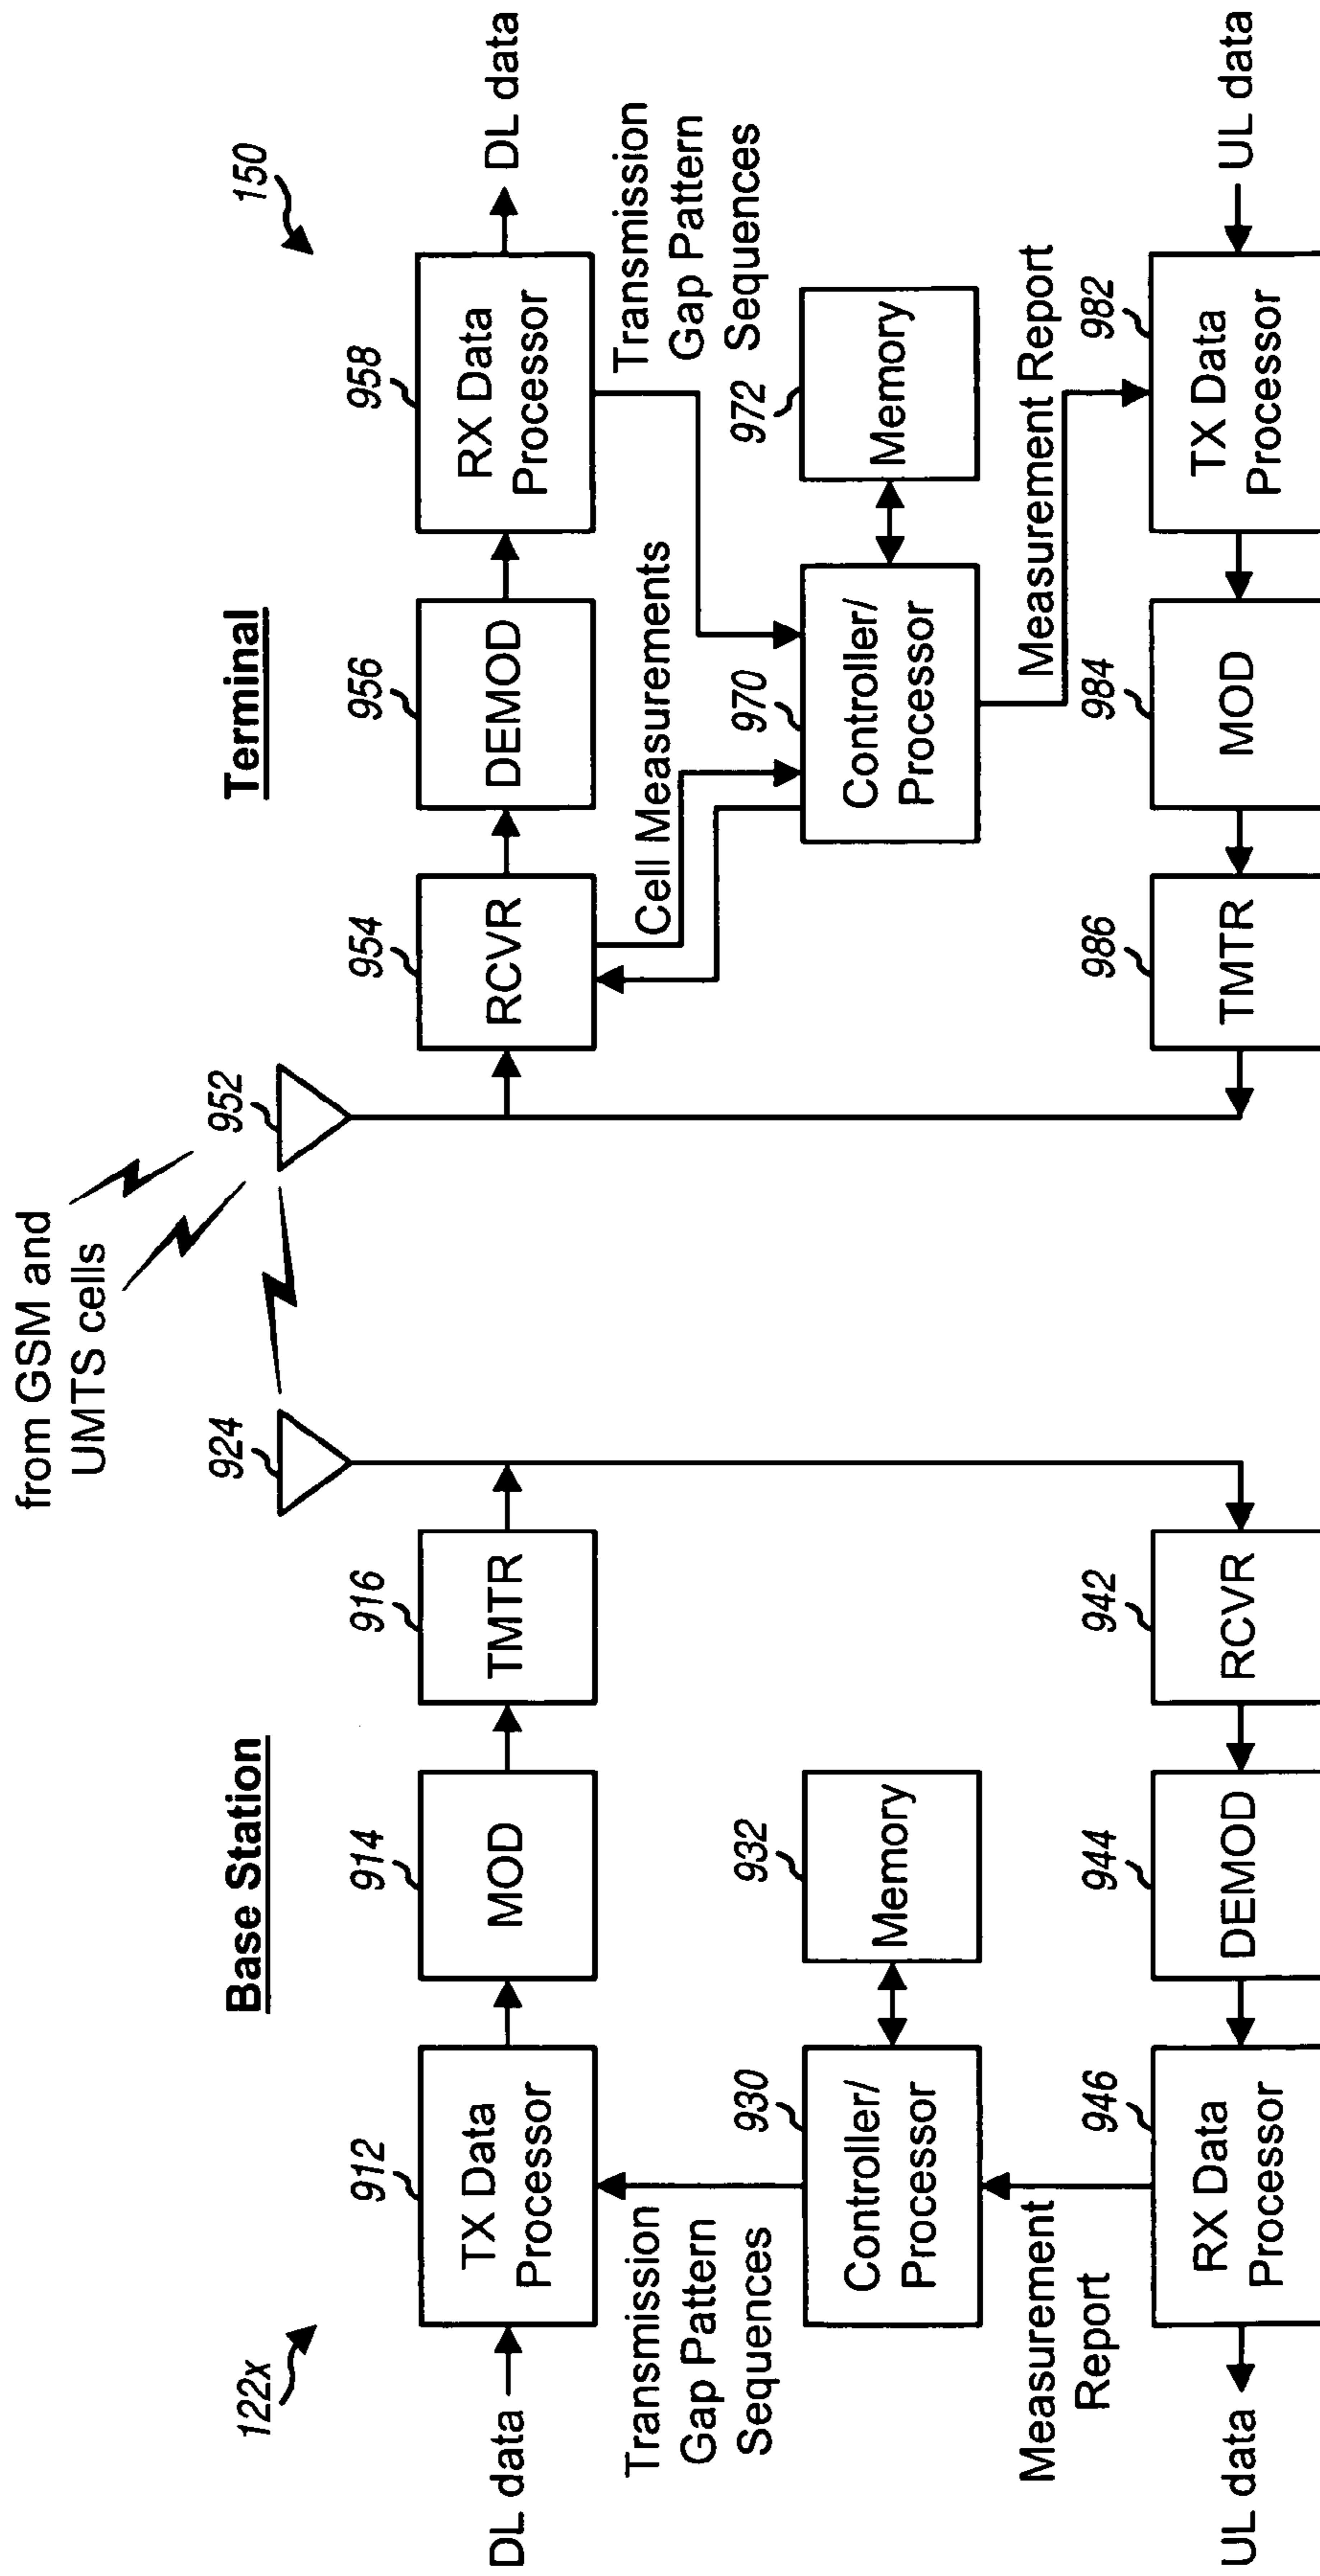 from GSM and
UMTS cells
Base Station
Terminal
122x
924
952
150
912
914
916
954
956
958
DL data
TX Data
Processor
MOD
TMTR
RCVR
DEMOD
RX Data
Processor
DL data
Transmission
Gap Pattern
Sequences
Cell Measurements
Transmission
Gap Pattern
Sequences
930
932
970
972
Controller/
Processor
Memory
Controller/
Processor
Memory
Measurement
Report
Measurement Report
946
944
942
986
984
982
UL data
RX Data
Processor
DEMOD
RCVR
TMTR
MOD
TX Data
Processor
UL data